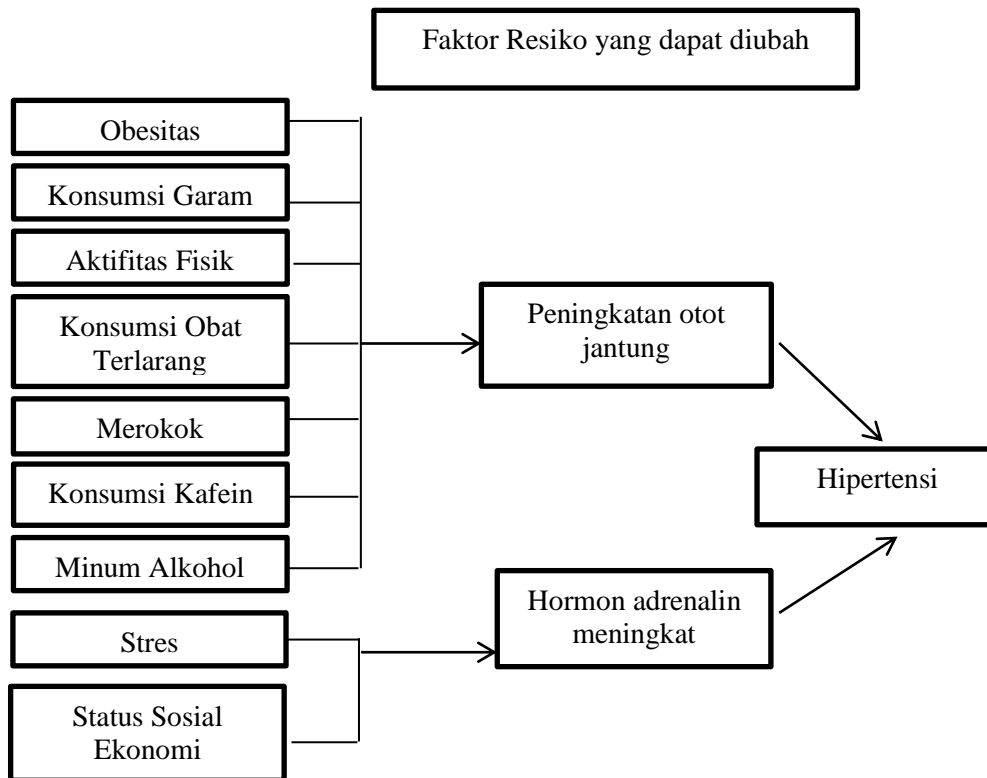 Faktor Resiko yang dapat diubah
Obesitas
Konsumsi Garam
Aktifitas Fisik
Konsumsi Obat
Terlarang
Merokok
Konsumsi Kafein
Minum Alkohol
Stres
Status Sosial
Ekonomi
Peningkatan otot
jantung
Hormon adrenalin
meningkat
Hipertensi